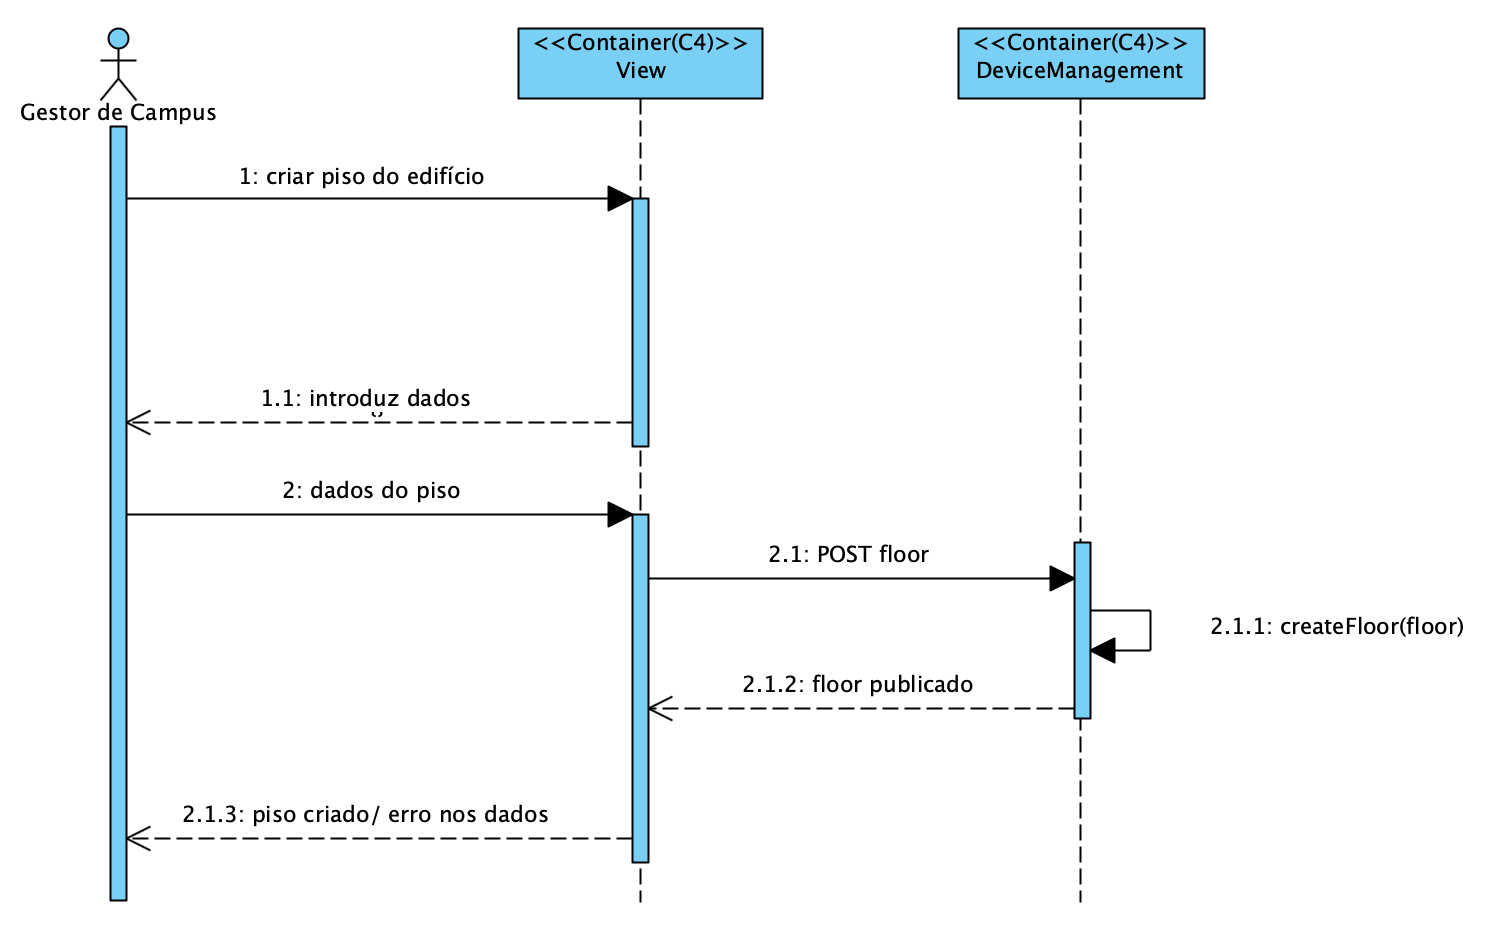 <<Container(C4)>>
View
<<Container(C4)>>
DeviceManagement
Gestor de Campus
1: criar piso do edifício
1.1: introduz dados
2: dados do piso
2.1: POST floor
2.1.1: createFloor(floor)
2.1.2: floor publicado
2.1.3: piso criado/ erro nos dados